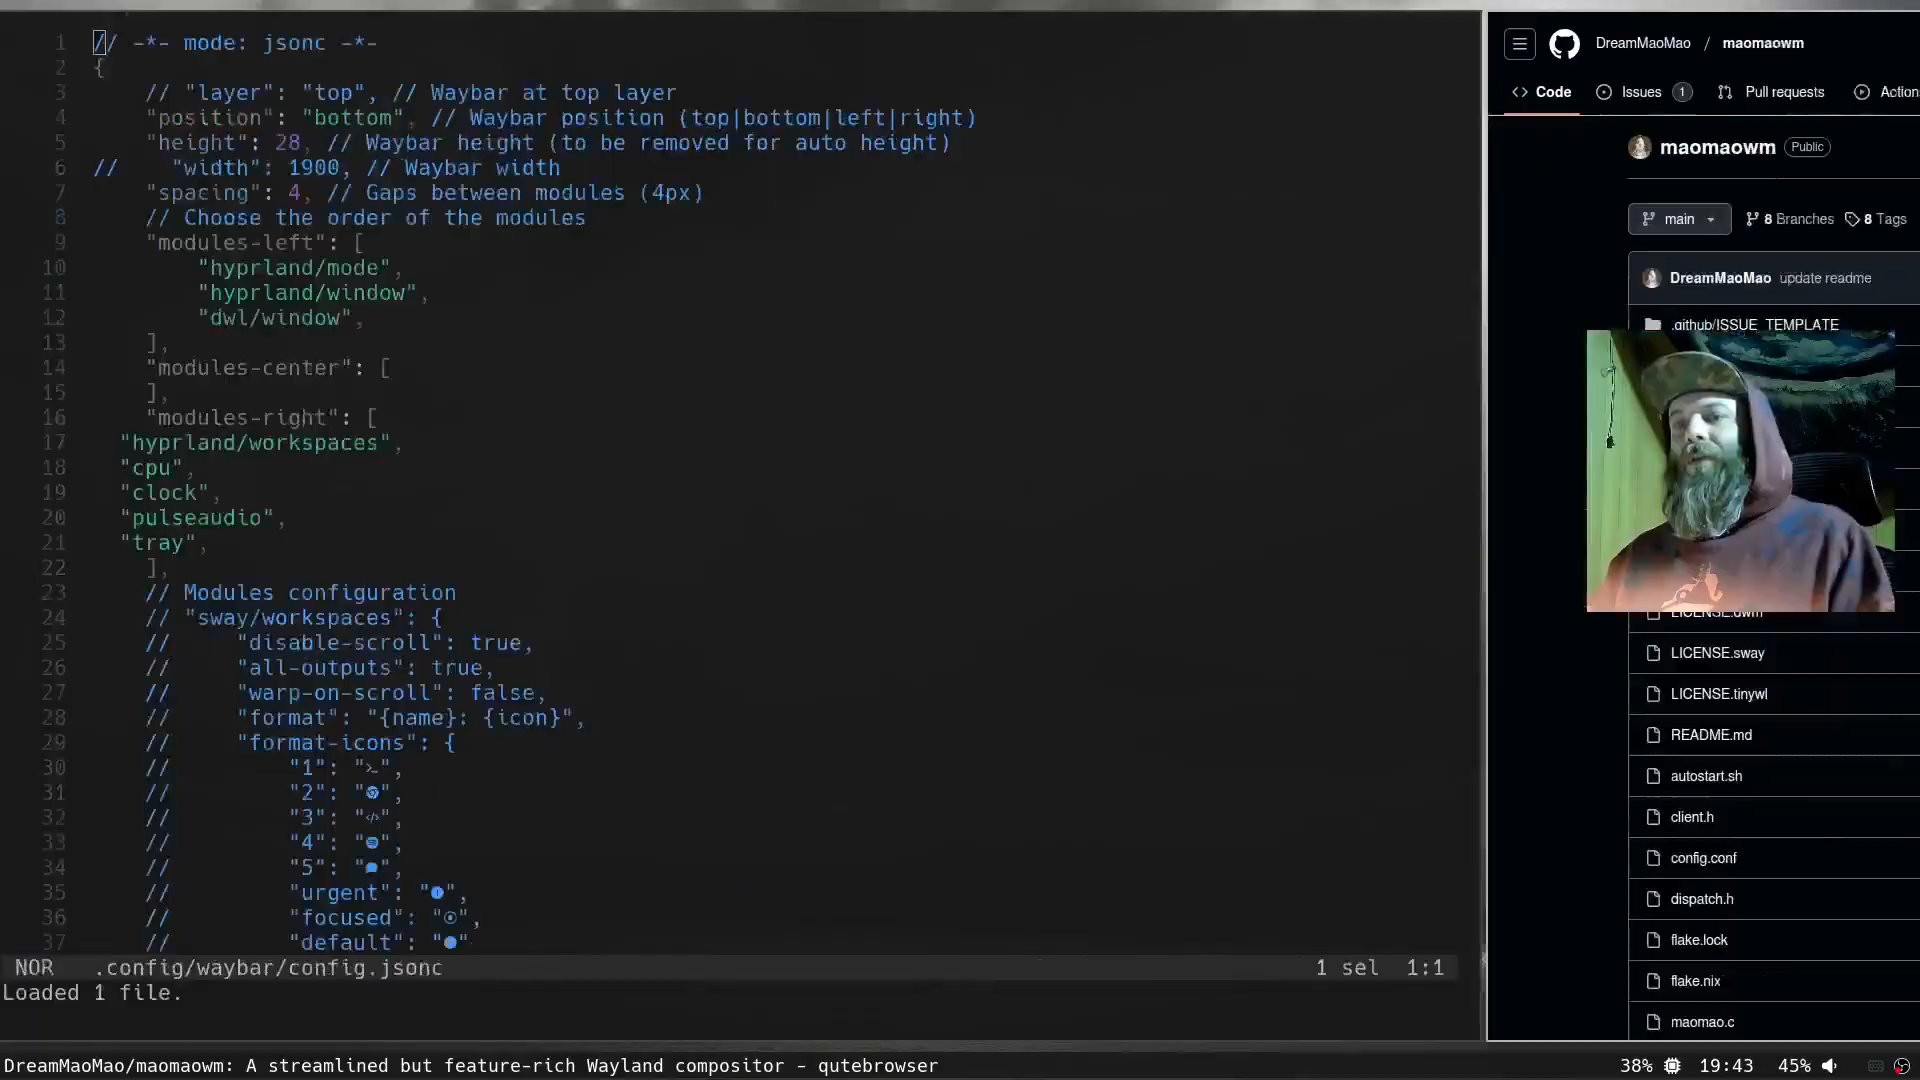 1 // -*- mode: jsonc -*-
2 {
3 // "layer": "top", // Waybar at top layer
4 "position": "bottom", // Waybar position (top|bottom|left|right)
5 "height": 28, // Waybar height (to be removed for auto height)
6 // "width": 1900, // Waybar width
7 "spacing": 4, // Gaps between modules (4px)
8 // Choose the order of the modules
9 "modules-left": [
10 "hyprland/mode",
11 "hyprland/window",
12 "dwl/window",
13 ],
14 "modules-center": [
15 ],
16 "modules-right": [
17 "hyprland/workspaces",
18 "cpu",
19 "clock",
20 "pulseaudio",
21 "tray",
22 ],
23 // Modules configuration
24 // "sway/workspaces": {
25 // "disable-scroll": true,
26 // "all-outputs": true,
27 // "warp-on-scroll": false,
28 // "format": "{name}: {icon}",
29 // "format-icons": {
30 // "1": "",
31 // "2": "",
32 // "3": "",
33 // "4": "",
34 // "5": "",
35 // "urgent": "",
36 // "focused": "",
37 // "default": ""
NOR .config/waybar/config.jsonc 1 sel 1:1
Loaded 1 file.
DreamMaoMao / maomaowm
Code Issues 1 Pull requests Actions
maomaowm Public
main 8 Branches 8 Tags
DreamMaoMao update readme
.github/ISSUE_TEMPLATE
LICENSE.dwm
LICENSE.sway
LICENSE.tinywl
README.md
autostart.sh
client.h
config.conf
dispatch.h
flake.lock
flake.nix
maomao.c
DreamMaoMao/maomaowm: A streamlined but feature-rich Wayland compositor - qutebrowser 38% 19:43 45%